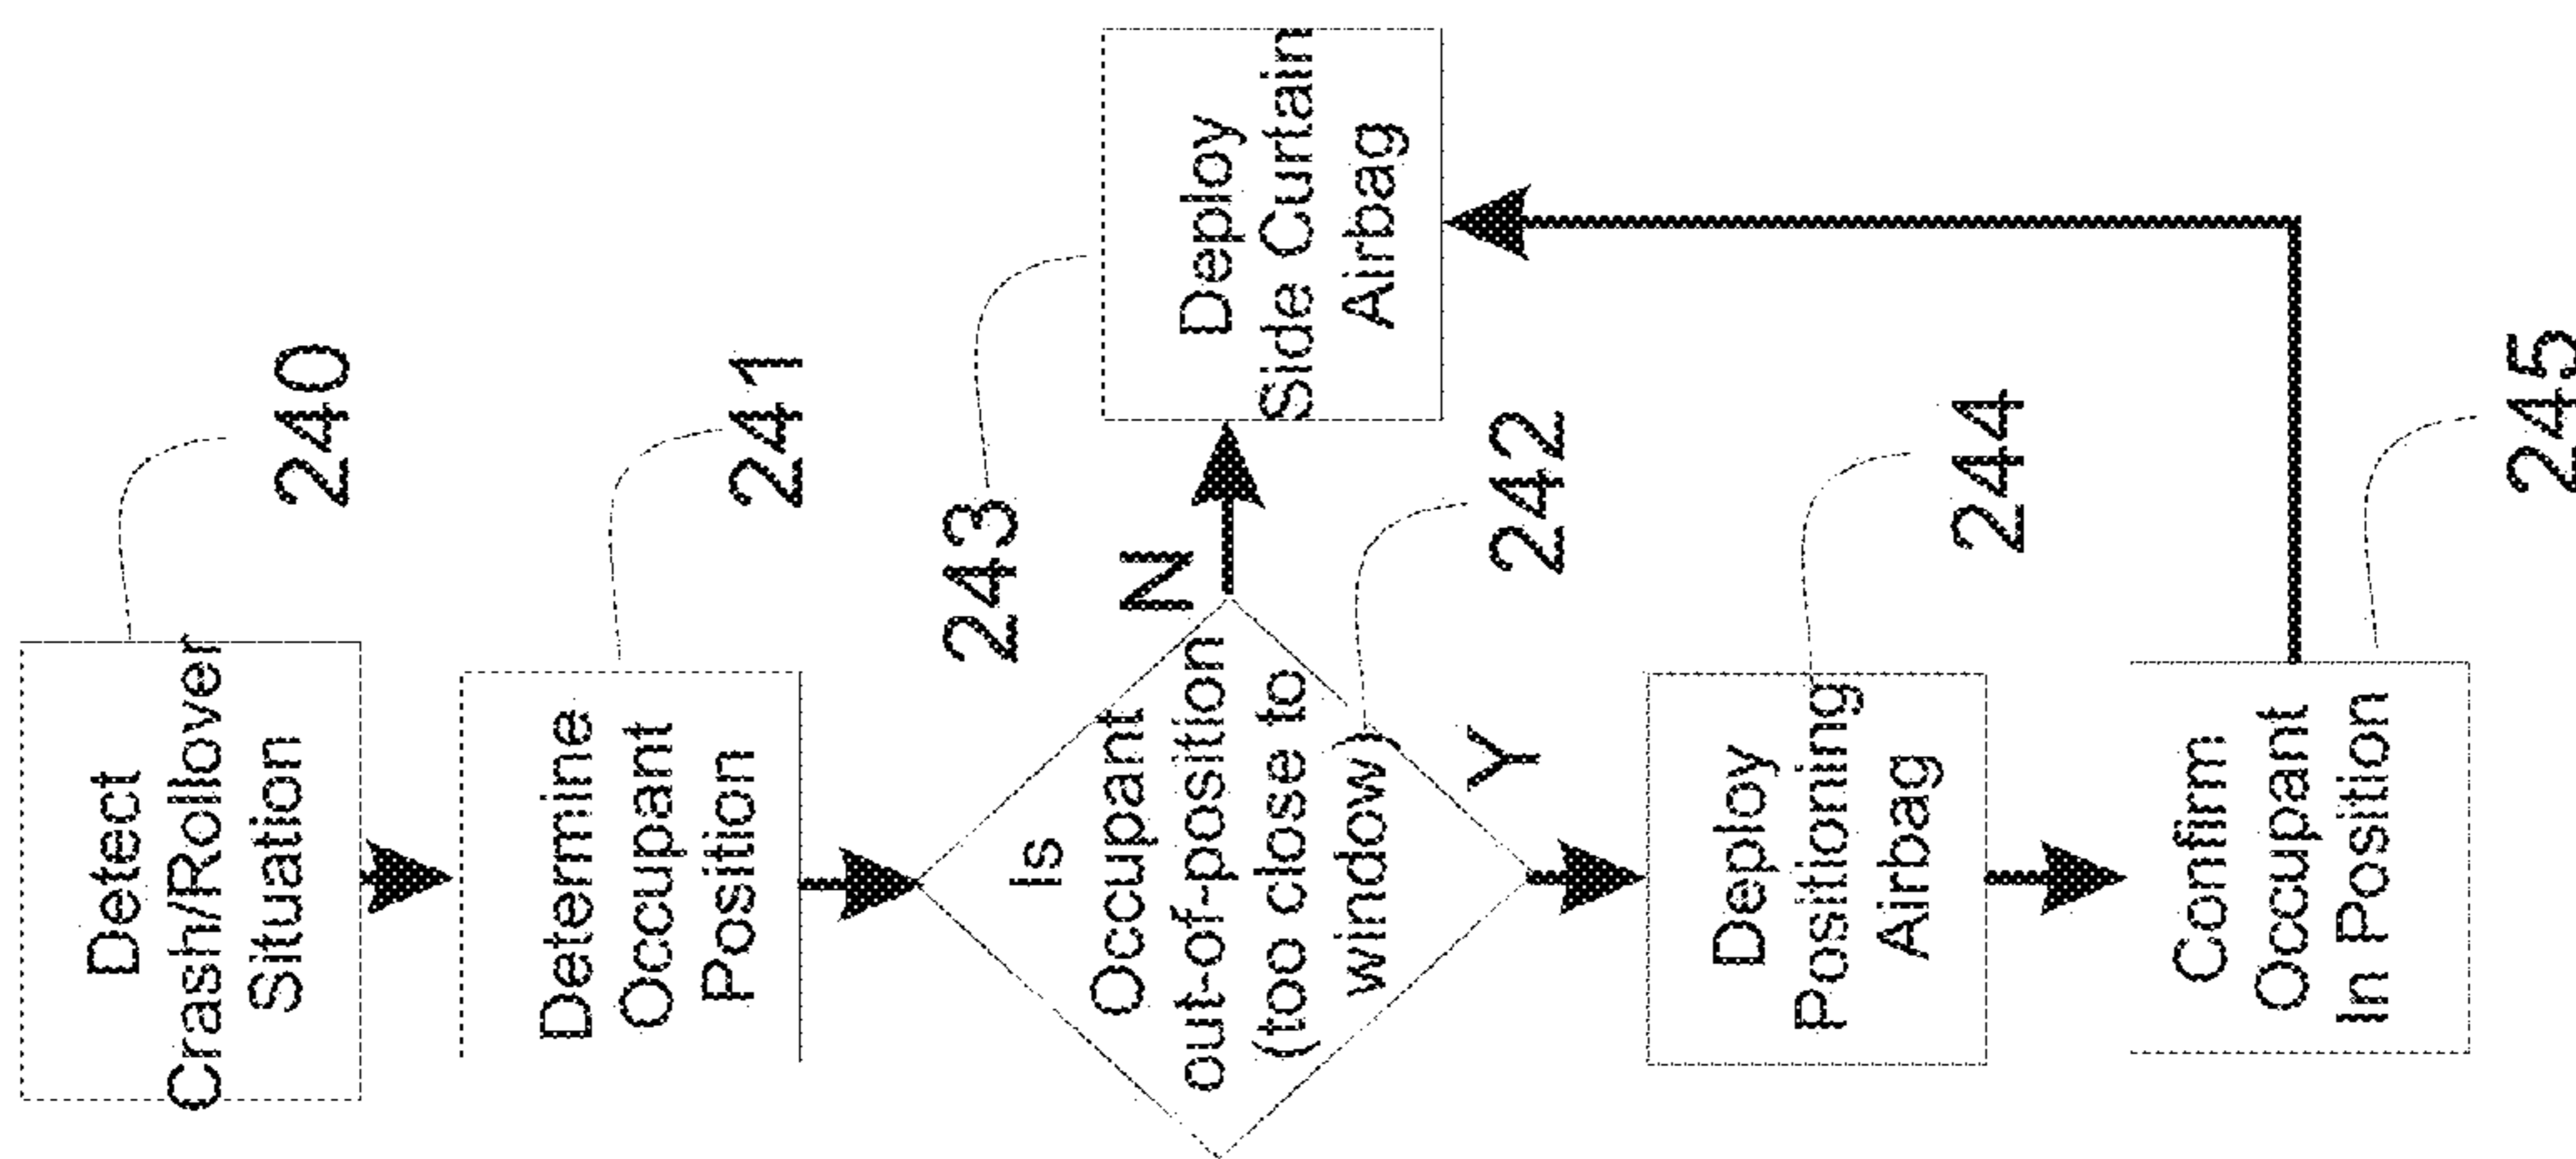 Detect
Crash/Rollover
Situation
240
Determine
Occupant
Position
241
Is
Occupant
out-of-position
(too close to
window)
242
N
243
Deploy
Side Curtain
Airbag
Y
Deploy
Positioning
Airbag
244
Confirm
Occupant
In Position
245